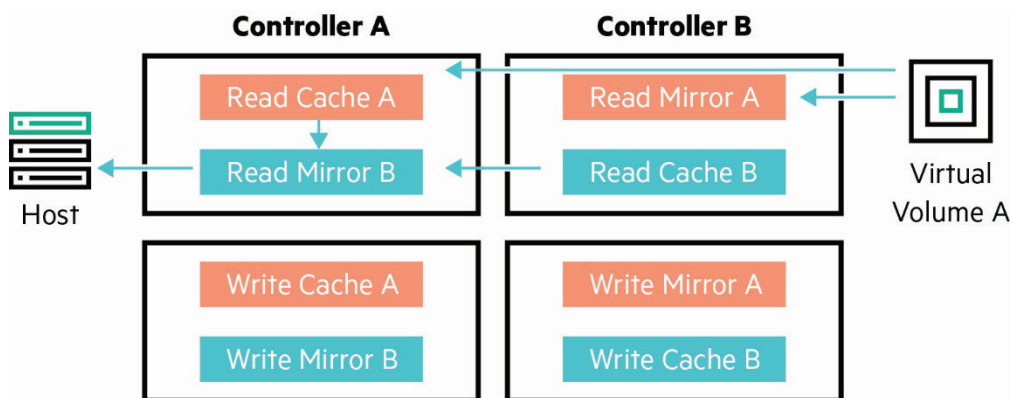 Controller A
Controller B
Read Cache A
Read Mirror A
Read Mirror B
Read Cache B
Host
Virtual
Volume A
Write Cache A
Write Mirror A
Write Mirror B
Write Cache B